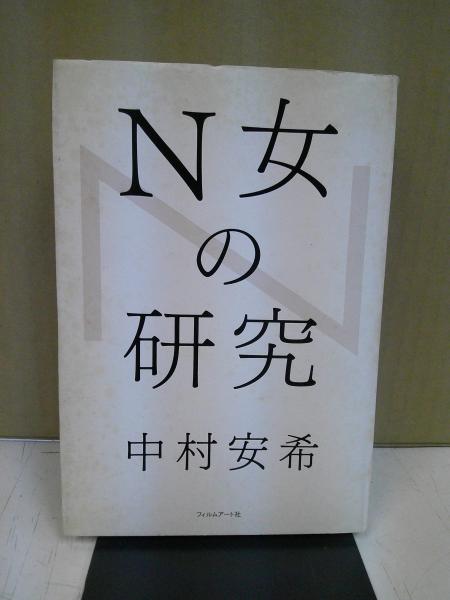 N女
の
研究
中村安希
フィルムアート社